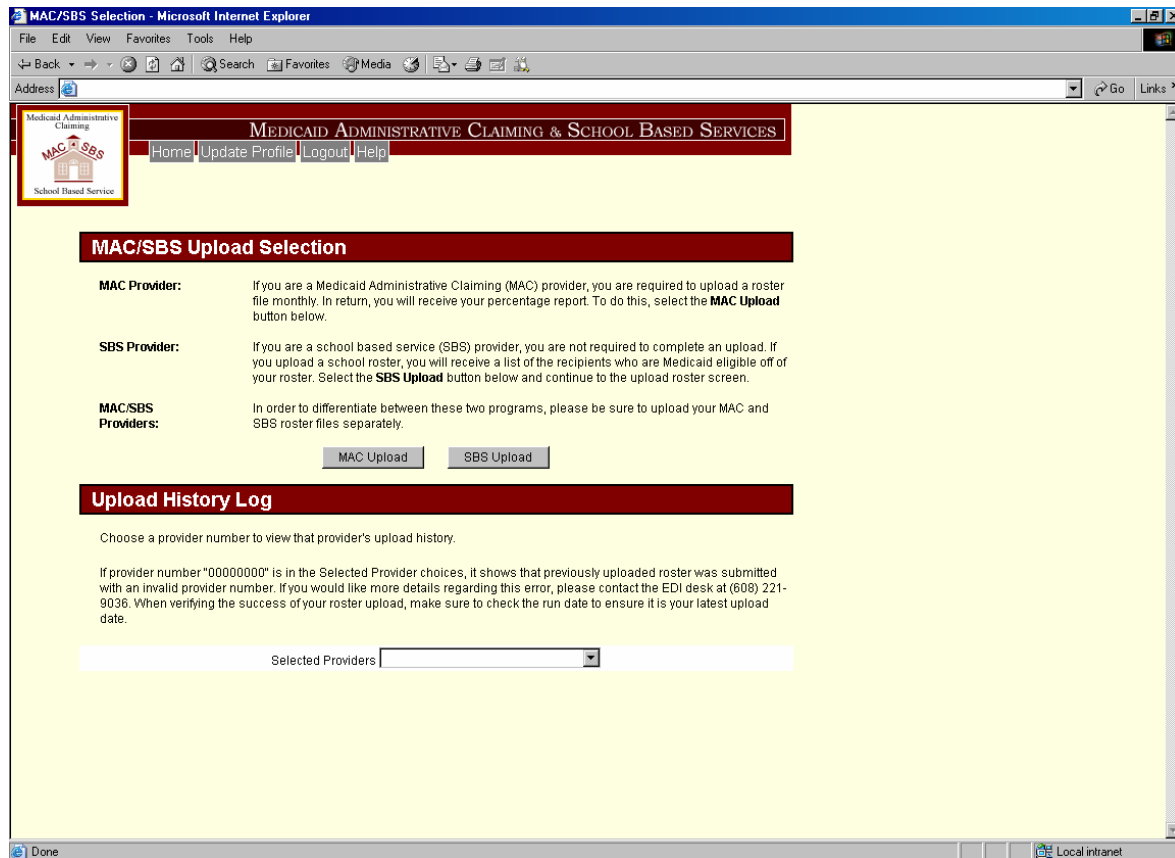 MAC/SBS Selection - Microsoft Internet Explorer
File Edit View Favorites Tools Help
Back Search Favorites Media
Address Go Links
Medicaid Administrative
Claiming
MAC SBS
School Based Service
MEDICAID ADMINISTRATIVE CLAIMING & SCHOOL BASED SERVICES
Home Update Profile Logout Help
MAC/SBS Upload Selection
MAC Provider: If you are a Medicaid Administrative Claiming (MAC) provider, you are required to upload a roster
file monthly. In return, you will receive your percentage report. To do this, select the MAC Upload
button below.
SBS Provider: If you are a school based service (SBS) provider, you are not required to complete an upload. If
you upload a school roster, you will receive a list of the recipients who are Medicaid eligible off of
your roster. Select the SBS Upload button below and continue to the upload roster screen.
MAC/SBS In order to differentiate between these two programs, please be sure to upload your MAC and
Providers: SBS roster files separately.
MAC Upload SBS Upload
Upload History Log
Choose a provider number to view that provider's upload history.
If provider number "00000000" is in the Selected Provider choices, it shows that previously uploaded roster was submitted
with an invalid provider number. If you would like more details regarding this error, please contact the EDI desk at (608) 221-
9036. When verifying the success of your roster upload, make sure to check the run date to ensure it is your latest upload
date.
Selected Providers
Done Local intranet